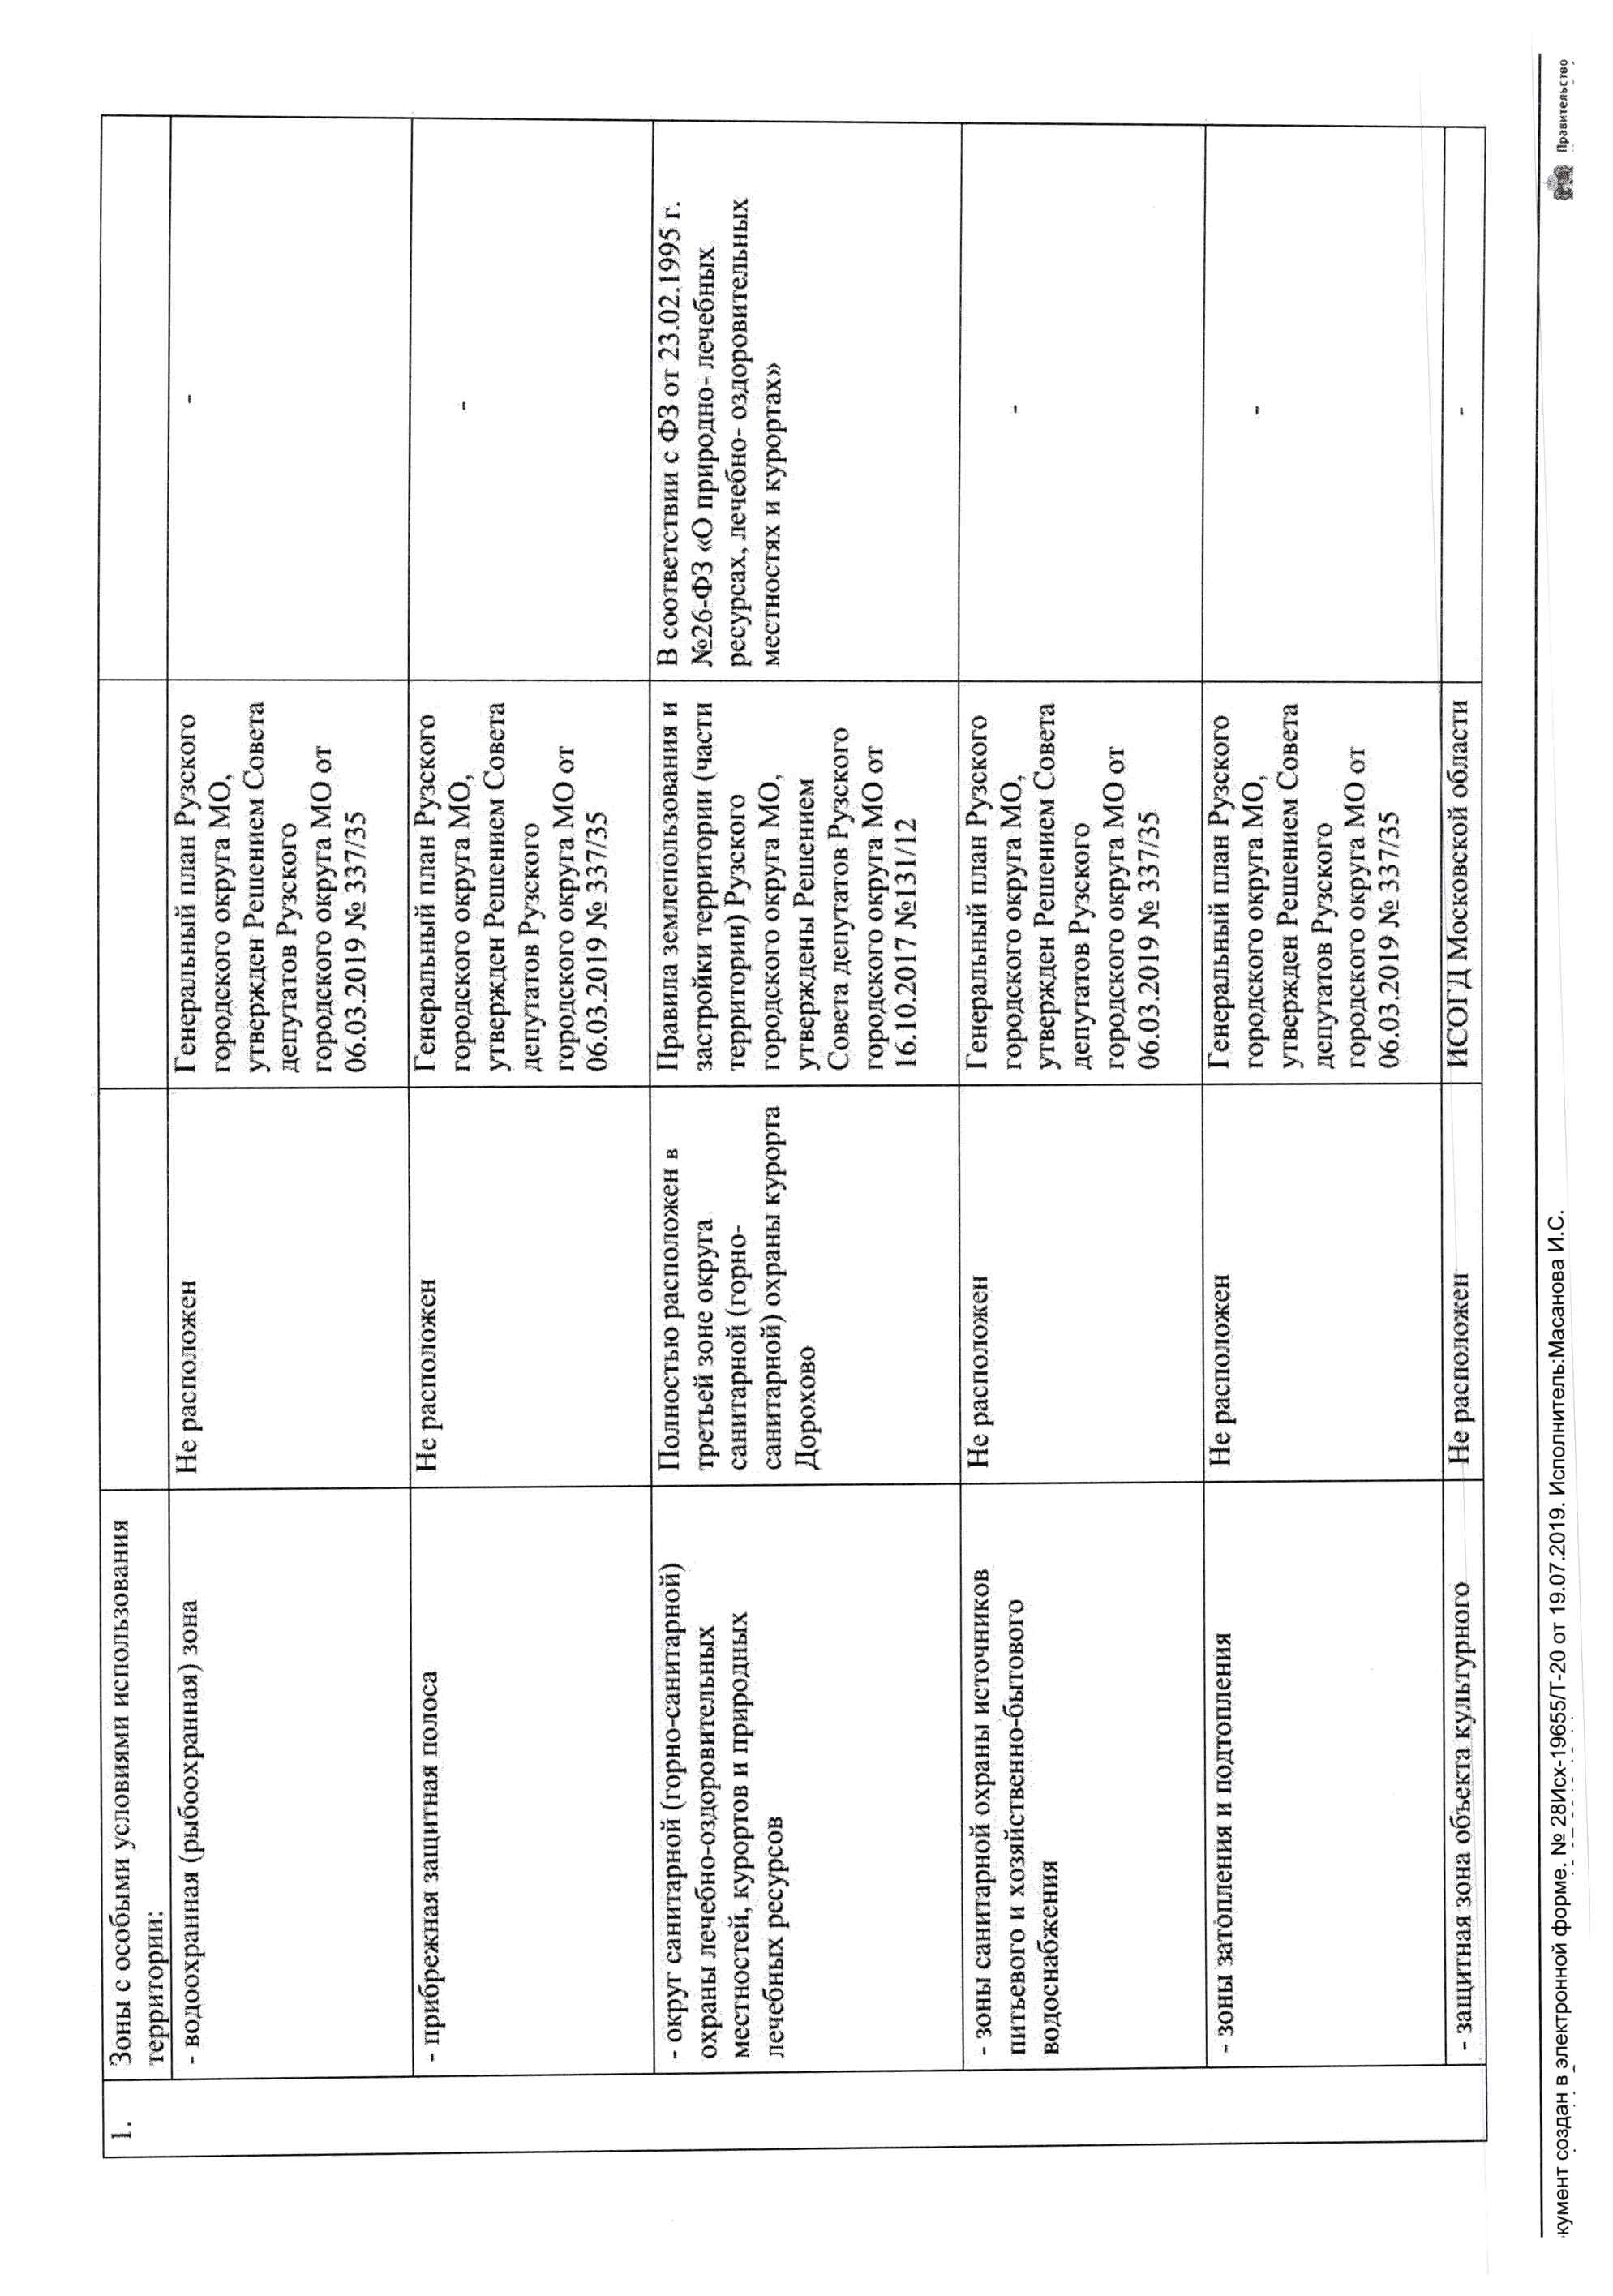 1.
Зоны с особыми условиями использования
территории:
- водоохранная (рыбоохранная) зона
Не расположен
Генеральный план Рузского
городского округа МО,
утвержден Решением Совета
депутатов Рузского
городского округа МО от
06.03.2019 № 337/35
-
- прибрежная защитная полоса
Не расположен
Генеральный план Рузского
городского округа МО,
утвержден Решением Совета
депутатов Рузского
городского округа МО от
06.03.2019 № 337/35
-
- округ санитарной (горно-санитарной)
охраны лечебно-оздоровительных
местностей, курортов и природных
лечебных ресурсов
Полностью расположен в
третьей зоне округа
санитарной (горно-
санитарной) охраны курорта
Дорохово
Правила землепользования и
застройки территории (части
территории) Рузского
городского округа МО,
утверждены Решением
Совета депутатов Рузского
городского округа МО от
16.10.2017 №131/12
В соответствии с ФЗ от 23.02.1995 г.
№26-ФЗ «О природно- лечебных
ресурсах, лечебно- оздоровительных
местностях и курортах»
- зоны санитарной охраны источников
питьевого и хозяйственно-бытового
водоснабжения
Не расположен
Генеральный план Рузского
городского округа МО,
утвержден Решением Совета
депутатов Рузского
городского округа МО от
06.03.2019 № 337/35
-
- зоны затопления и подтопления
Не расположен
Генеральный план Рузского
городского округа МО,
утвержден Решением Совета
депутатов Рузского
городского округа МО от
06.03.2019 № 337/35
-
- защитная зона объекта культурного
Не расположен
ИСОГД Московской области
-
кумент создан в электронной форме. № 28Исх-19655/Т-20 от 19.07.2019. Исполнитель:Масанова И.С.
Правительство